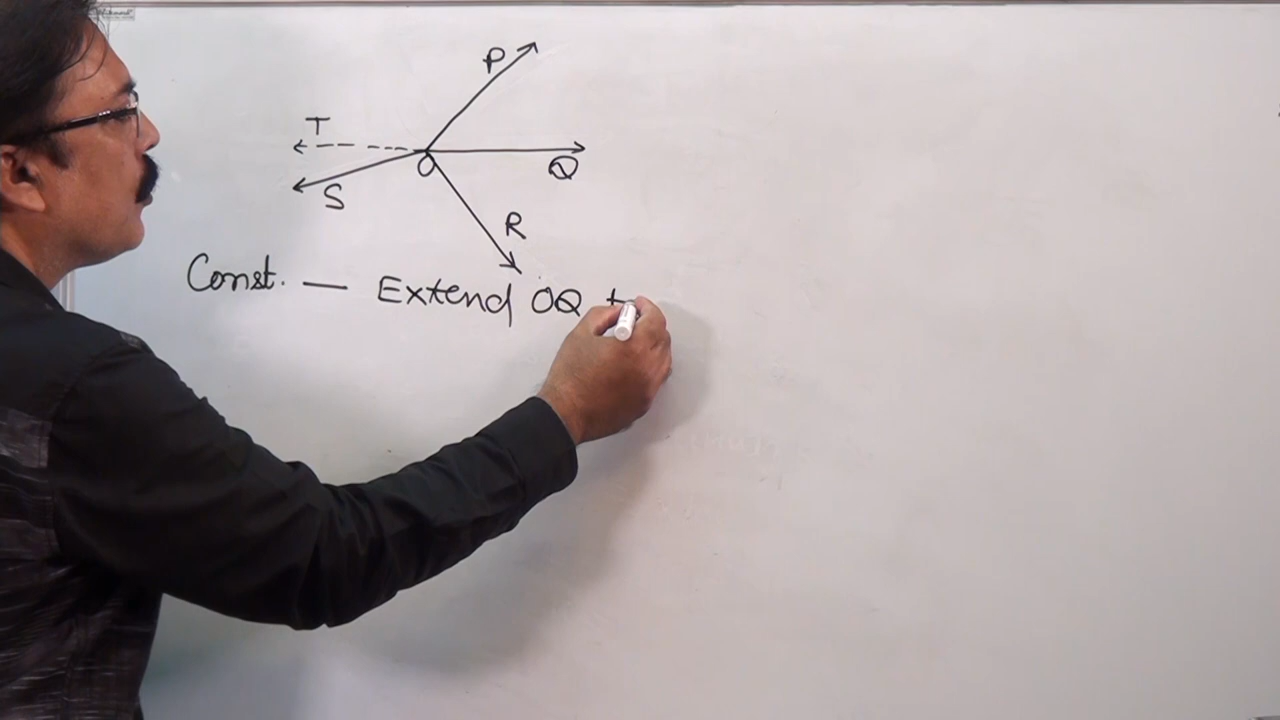 P
T
O
Q
S
R
Const. — Extend OQ